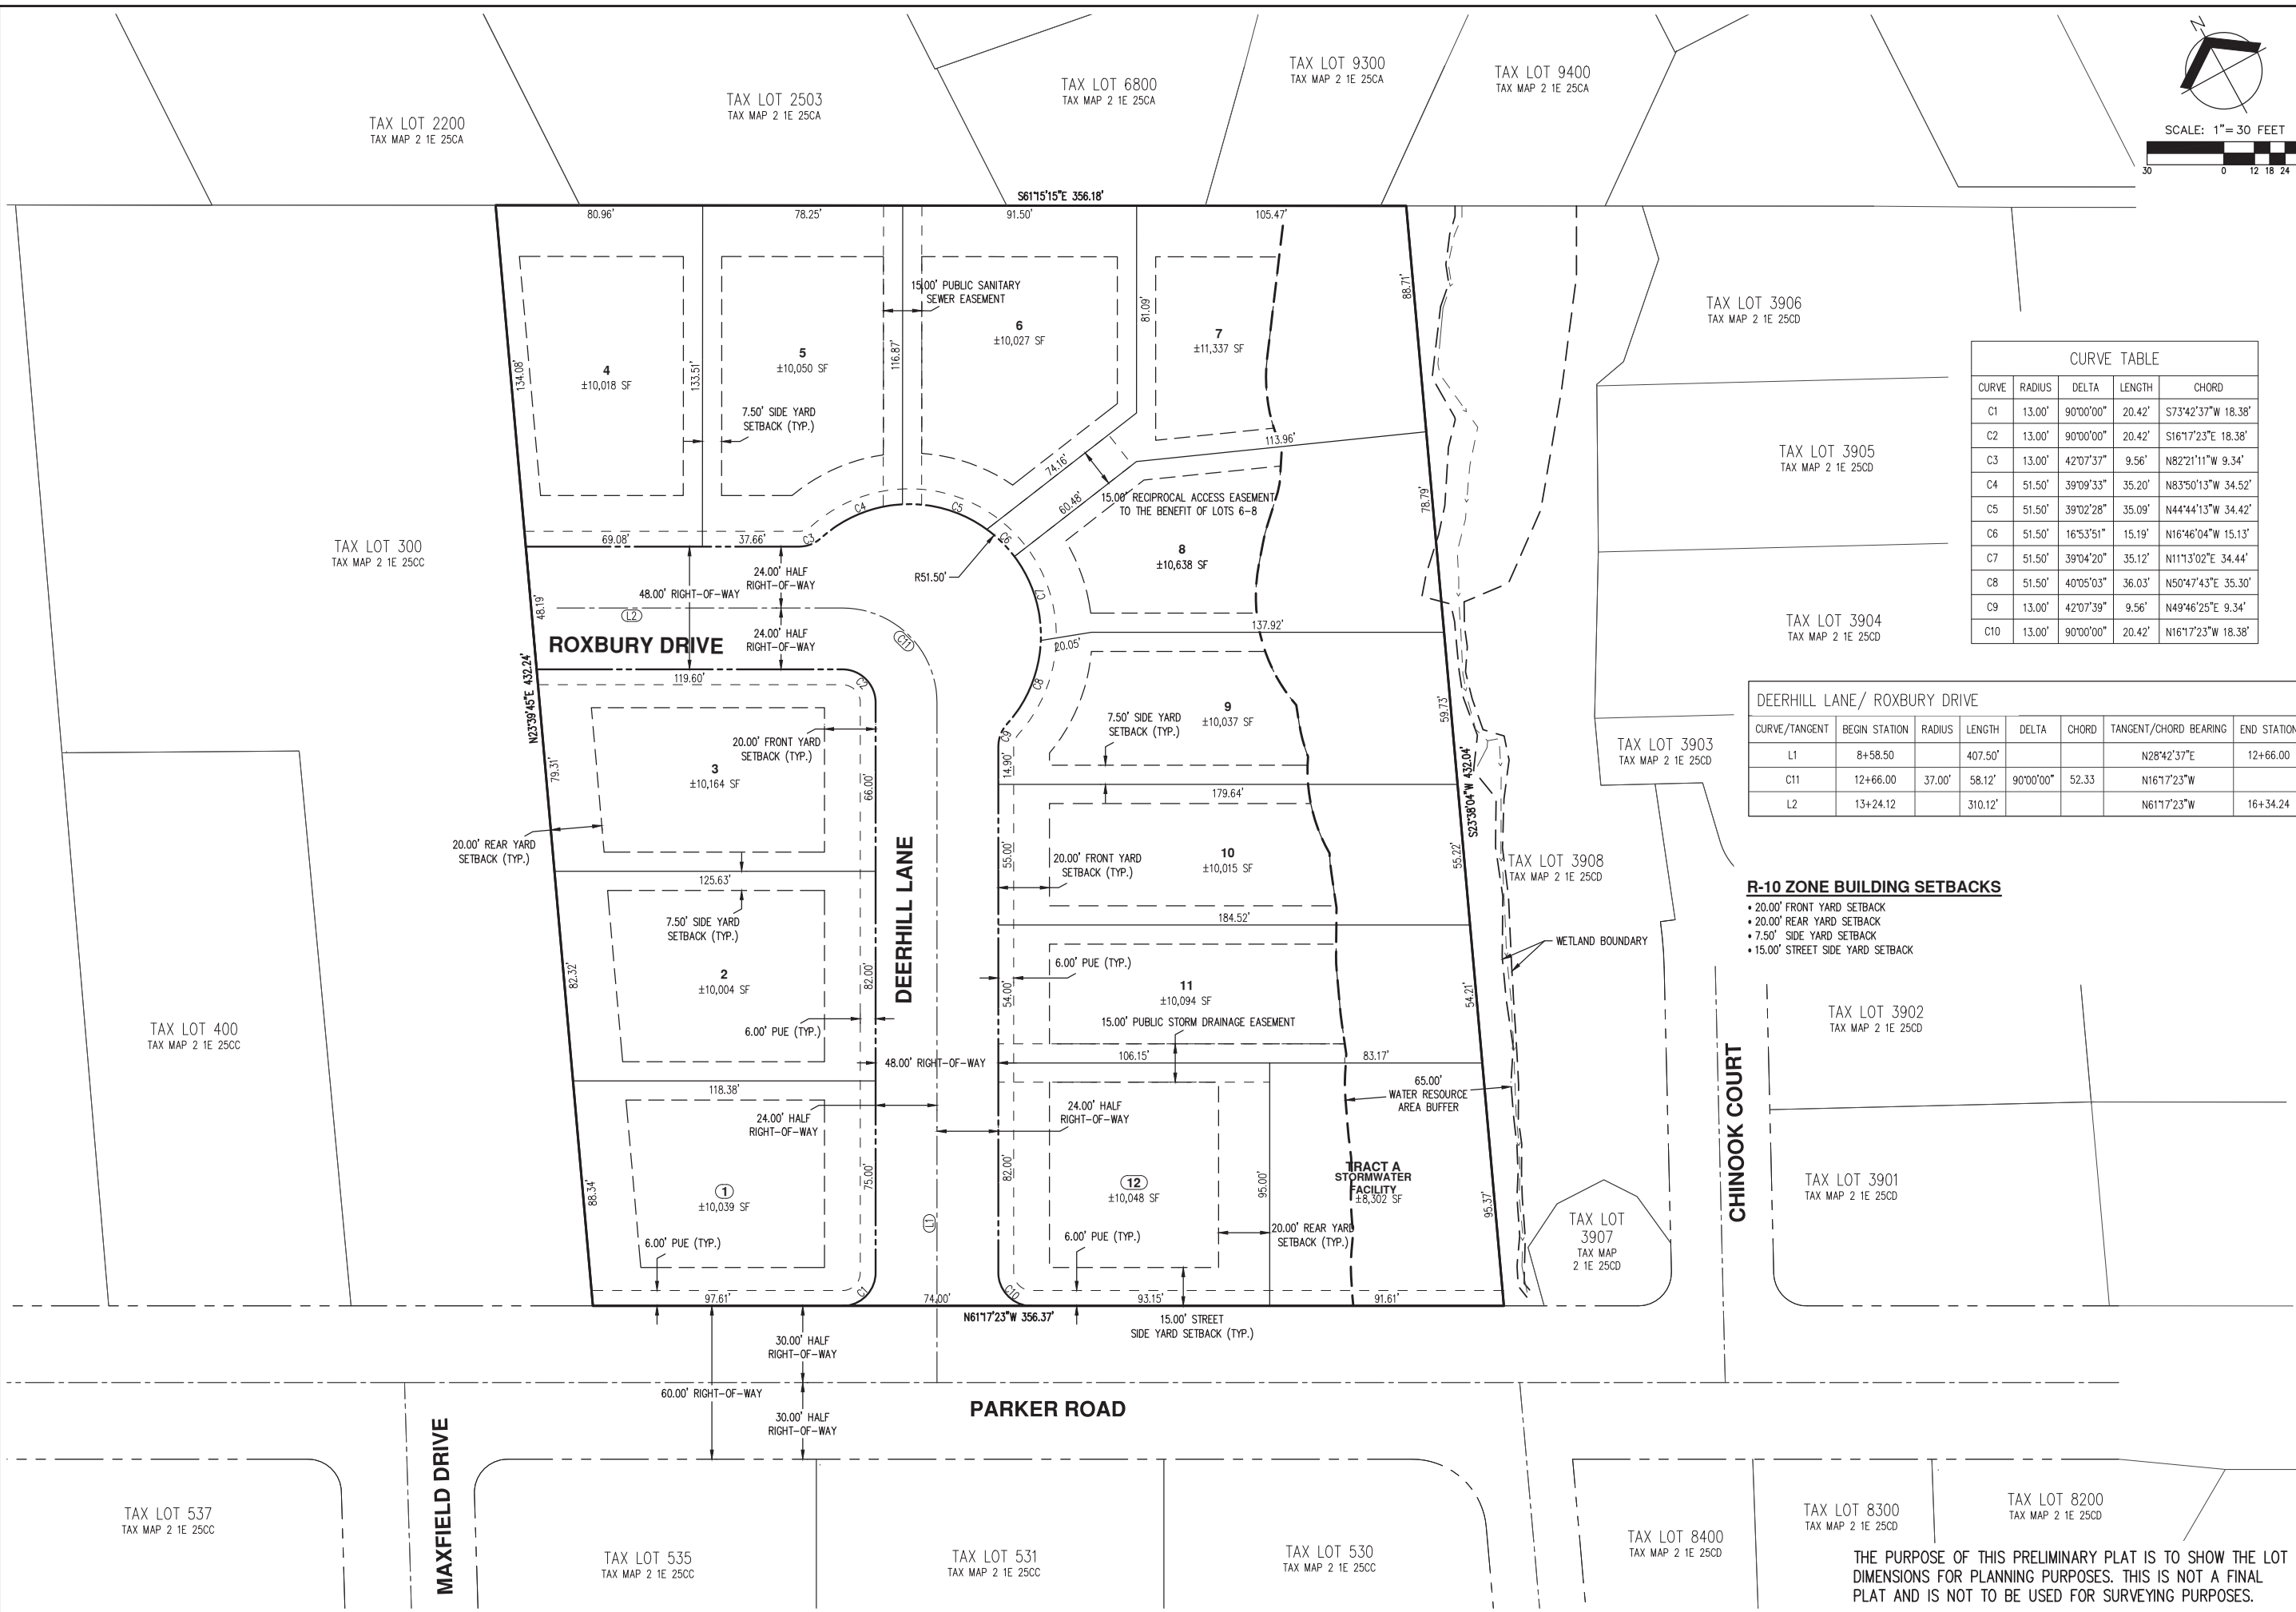 TAX LOT 2200
TAX MAP 2 1E 25CA
TAX LOT 2503
TAX MAP 2 1E 25CA
TAX LOT 6800
TAX MAP 2 1E 25CA
TAX LOT 9300
TAX MAP 2 1E 25CA
TAX LOT 9400
TAX MAP 2 1E 25CA
N
SCALE: 1"= 30 FEET
30 0 12 18 24
S61°15'15"E 356.18'
80.96'
78.25'
91.50'
105.47'
15.00' PUBLIC SANITARY
SEWER EASEMENT
4
±10,018 SF
5
±10,050 SF
6
±10,027 SF
7
±11,337 SF
134.08'
133.51'
116.87'
81.09'
88.71'
7.50' SIDE YARD
SETBACK (TYP.)
74.16'
113.96'
60.48'
15.00' RECIPROCAL ACCESS EASEMENT
TO THE BENEFIT OF LOTS 6-8
78.79'
8
±10,638 SF
C3
C4
C5
C6
C7
C8
C9
R51.50'
69.08'
37.66'
24.00' HALF
RIGHT-OF-WAY
48.00' RIGHT-OF-WAY
24.00' HALF
RIGHT-OF-WAY
48.19'
L2
C11
ROXBURY DRIVE
N23°39'45"E 432.24'
119.60'
C2
137.92'
20.05'
TAX LOT 300
TAX MAP 2 1E 25CC
3
±10,164 SF
20.00' FRONT YARD
SETBACK (TYP.)
79.31'
66.00'
20.00' REAR YARD
SETBACK (TYP.)
125.63'
7.50' SIDE YARD
SETBACK (TYP.)
9
±10,037 SF
7.50' SIDE YARD
SETBACK (TYP.)
14.90'
59.73'
179.64'
S23°38'04"W 432.04'
DEERHILL LANE
55.00'
20.00' FRONT YARD
SETBACK (TYP.)
10
±10,015 SF
55.22'
184.52'
2
±10,004 SF
82.32'
82.00'
6.00' PUE (TYP.)
118.38'
6.00' PUE (TYP.)
54.00'
11
±10,094 SF
15.00' PUBLIC STORM DRAINAGE EASEMENT
54.21'
48.00' RIGHT-OF-WAY
106.15'
83.17'
24.00' HALF
RIGHT-OF-WAY
24.00' HALF
RIGHT-OF-WAY
65.00'
WATER RESOURCE
AREA BUFFER
WETLAND BOUNDARY
1
±10,039 SF
88.34'
75.00'
6.00' PUE (TYP.)
97.61'
C1
L1
74.00'
82.00'
12
±10,048 SF
95.00'
6.00' PUE (TYP.)
20.00' REAR YARD
SETBACK (TYP.)
TRACT A
STORMWATER
FACILITY
±8,302 SF
95.37'
C10
93.15'
91.61'
N61°17'23"W 356.37'
15.00' STREET
SIDE YARD SETBACK (TYP.)
30.00' HALF
RIGHT-OF-WAY
60.00' RIGHT-OF-WAY
30.00' HALF
RIGHT-OF-WAY
PARKER ROAD
MAXFIELD DRIVE
CHINOOK COURT
TAX LOT 400
TAX MAP 2 1E 25CC
TAX LOT 537
TAX MAP 2 1E 25CC
TAX LOT 535
TAX MAP 2 1E 25CC
TAX LOT 531
TAX MAP 2 1E 25CC
TAX LOT 530
TAX MAP 2 1E 25CC
TAX LOT 8400
TAX MAP 2 1E 25CD
TAX LOT 8300
TAX MAP 2 1E 25CD
TAX LOT 8200
TAX MAP 2 1E 25CD
TAX LOT 3906
TAX MAP 2 1E 25CD
TAX LOT 3905
TAX MAP 2 1E 25CD
TAX LOT 3904
TAX MAP 2 1E 25CD
TAX LOT 3903
TAX MAP 2 1E 25CD
TAX LOT 3908
TAX MAP 2 1E 25CD
TAX LOT 3902
TAX MAP 2 1E 25CD
TAX LOT 3901
TAX MAP 2 1E 25CD
TAX LOT
3907
TAX MAP
2 1E 25CD
CURVE TABLE
CURVE RADIUS DELTA LENGTH CHORD
C1 13.00' 90°00'00" 20.42' S73°42'37"W 18.38'
C2 13.00' 90°00'00" 20.42' S16°17'23"E 18.38'
C3 13.00' 42°07'37" 9.56' N82°21'11"W 9.34'
C4 51.50' 39°09'33" 35.20' N83°50'13"W 34.52'
C5 51.50' 39°02'28" 35.09' N44°44'13"W 34.42'
C6 51.50' 16°53'51" 15.19' N16°46'04"W 15.13'
C7 51.50' 39°04'20" 35.12' N11°13'02"E 34.44'
C8 51.50' 40°05'03" 36.03' N50°47'43"E 35.30'
C9 13.00' 42°07'39" 9.56' N49°46'25"E 9.34'
C10 13.00' 90°00'00" 20.42' N16°17'23"W 18.38'
DEERHILL LANE/ ROXBURY DRIVE
CURVE/TANGENT BEGIN STATION RADIUS LENGTH DELTA CHORD TANGENT/CHORD BEARING END STATION
L1 8+58.50 407.50' N28°42'37"E 12+66.00
C11 12+66.00 37.00' 58.12' 90°00'00" 52.33 N16°17'23"W
L2 13+24.12 310.12' N61°17'23"W 16+34.24
R-10 ZONE BUILDING SETBACKS
• 20.00' FRONT YARD SETBACK
• 20.00' REAR YARD SETBACK
• 7.50' SIDE YARD SETBACK
• 15.00' STREET SIDE YARD SETBACK
THE PURPOSE OF THIS PRELIMINARY PLAT IS TO SHOW THE LOT
DIMENSIONS FOR PLANNING PURPOSES. THIS IS NOT A FINAL
PLAT AND IS NOT TO BE USED FOR SURVEYING PURPOSES.